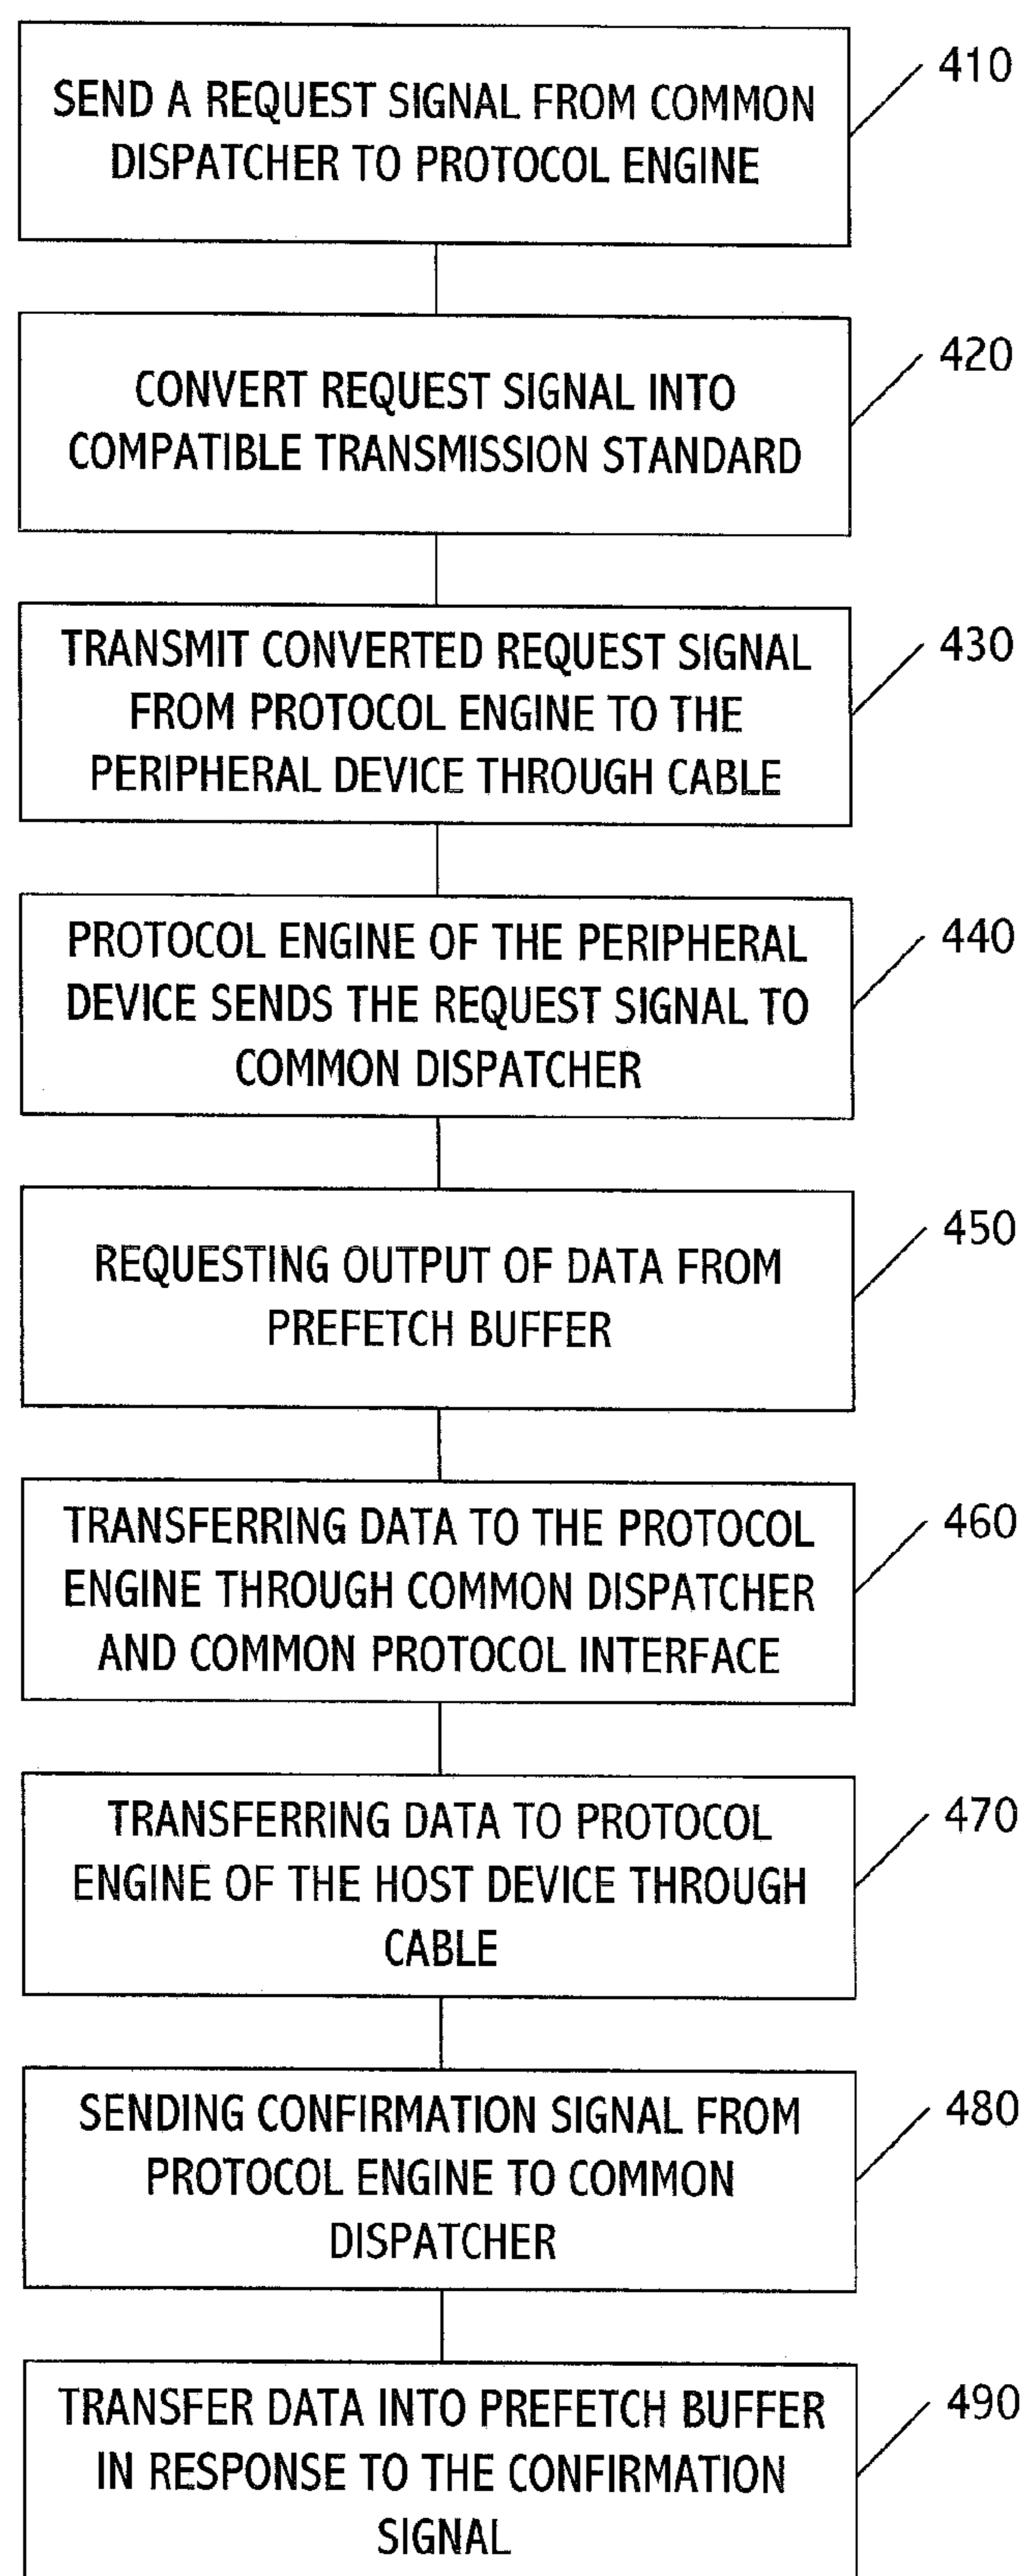 SEND A REQUEST SIGNAL FROM COMMON
DISPATCHER TO PROTOCOL ENGINE
410
CONVERT REQUEST SIGNAL INTO
COMPATIBLE TRANSMISSION STANDARD
420
TRANSMIT CONVERTED REQUEST SIGNAL
FROM PROTOCOL ENGINE TO THE
PERIPHERAL DEVICE THROUGH CABLE
430
PROTOCOL ENGINE OF THE PERIPHERAL
DEVICE SENDS THE REQUEST SIGNAL TO
COMMON DISPATCHER
440
REQUESTING OUTPUT OF DATA FROM
PREFETCH BUFFER
450
TRANSFERRING DATA TO THE PROTOCOL
ENGINE THROUGH COMMON DISPATCHER
AND COMMON PROTOCOL INTERFACE
460
TRANSFERRING DATA TO PROTOCOL
ENGINE OF THE HOST DEVICE THROUGH
CABLE
470
SENDING CONFIRMATION SIGNAL FROM
PROTOCOL ENGINE TO COMMON
DISPATCHER
480
TRANSFER DATA INTO PREFETCH BUFFER
IN RESPONSE TO THE CONFIRMATION
SIGNAL
490